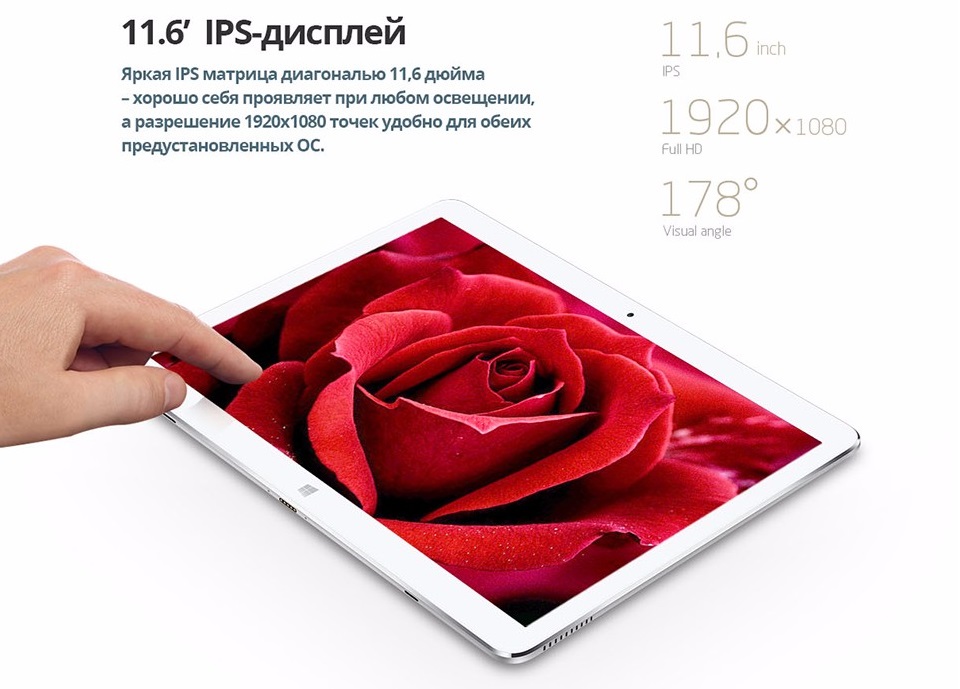 11.6’ IPS-дисплей
Яркая IPS матрица диагональю 11,6 дюйма
– хорошо себя проявляет при любом освещении,
а разрешение 1920x1080 точек удобно для обеих
предустановленных ОС.
11,6 inch
IPS
1920×1080
Full HD
178°
Visual angle